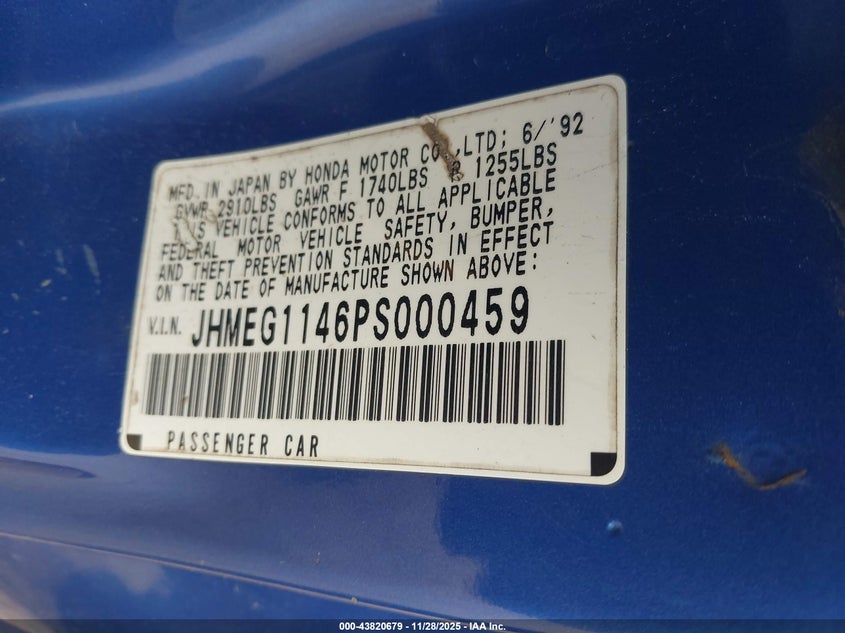 MFD. IN JAPAN BY HONDA MOTOR CO.,LTD; 6/'92
GVWR 2910LBS GAWR F 1740LBS R 1255LBS
THIS VEHICLE CONFORMS TO ALL APPLICABLE
FEDERAL MOTOR VEHICLE SAFETY, BUMPER,
AND THEFT PREVENTION STANDARDS IN EFFECT
ON THE DATE OF MANUFACTURE SHOWN ABOVE:
V.I.N. JHMEG1146PS000459
PASSENGER CAR
000-43820679 | 11/28/2025 - IAA Inc.